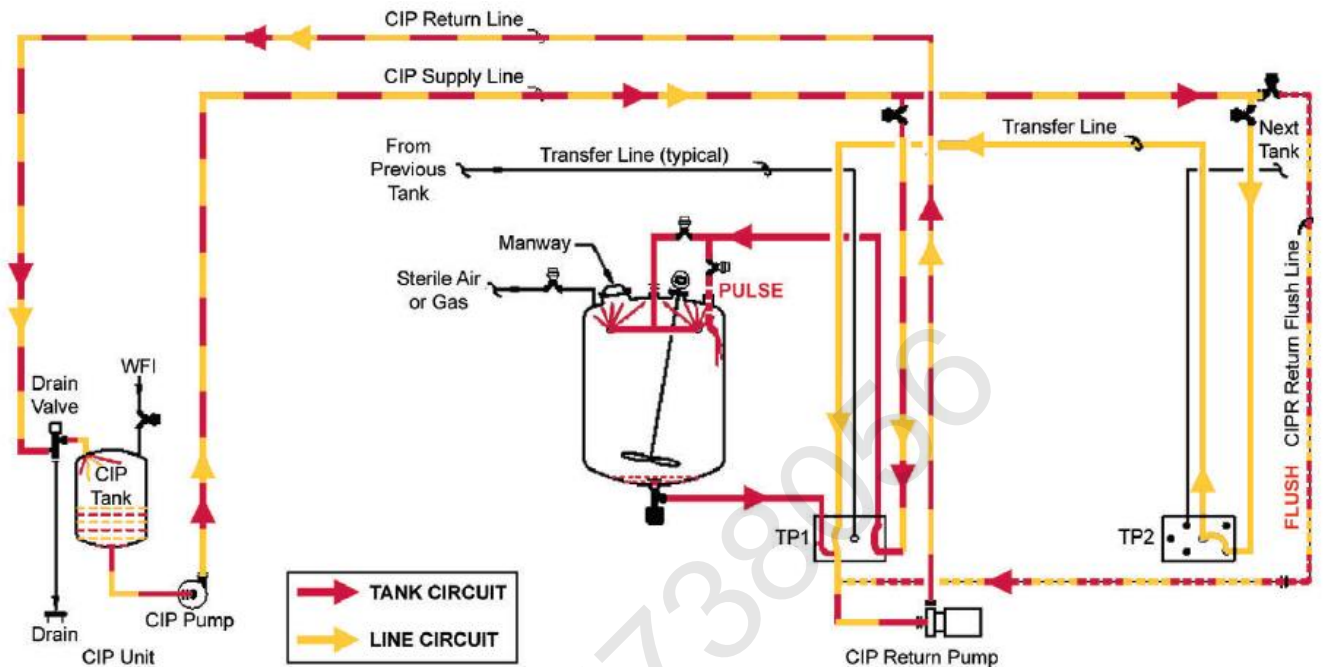 CIP Return Line
CIP Supply Line
From
Previous
Tank
Transfer Line (typical)
Transfer Line
Next
Tank
Manway
Sterile Air
or Gas
PULSE
WFI
Drain
Valve
CIP
Tank
TP1
TP2
FLUSH CIPR Return Flush Line
Drain
CIP Pump
CIP Unit
TANK CIRCUIT
LINE CIRCUIT
CIP Return Pump
738056